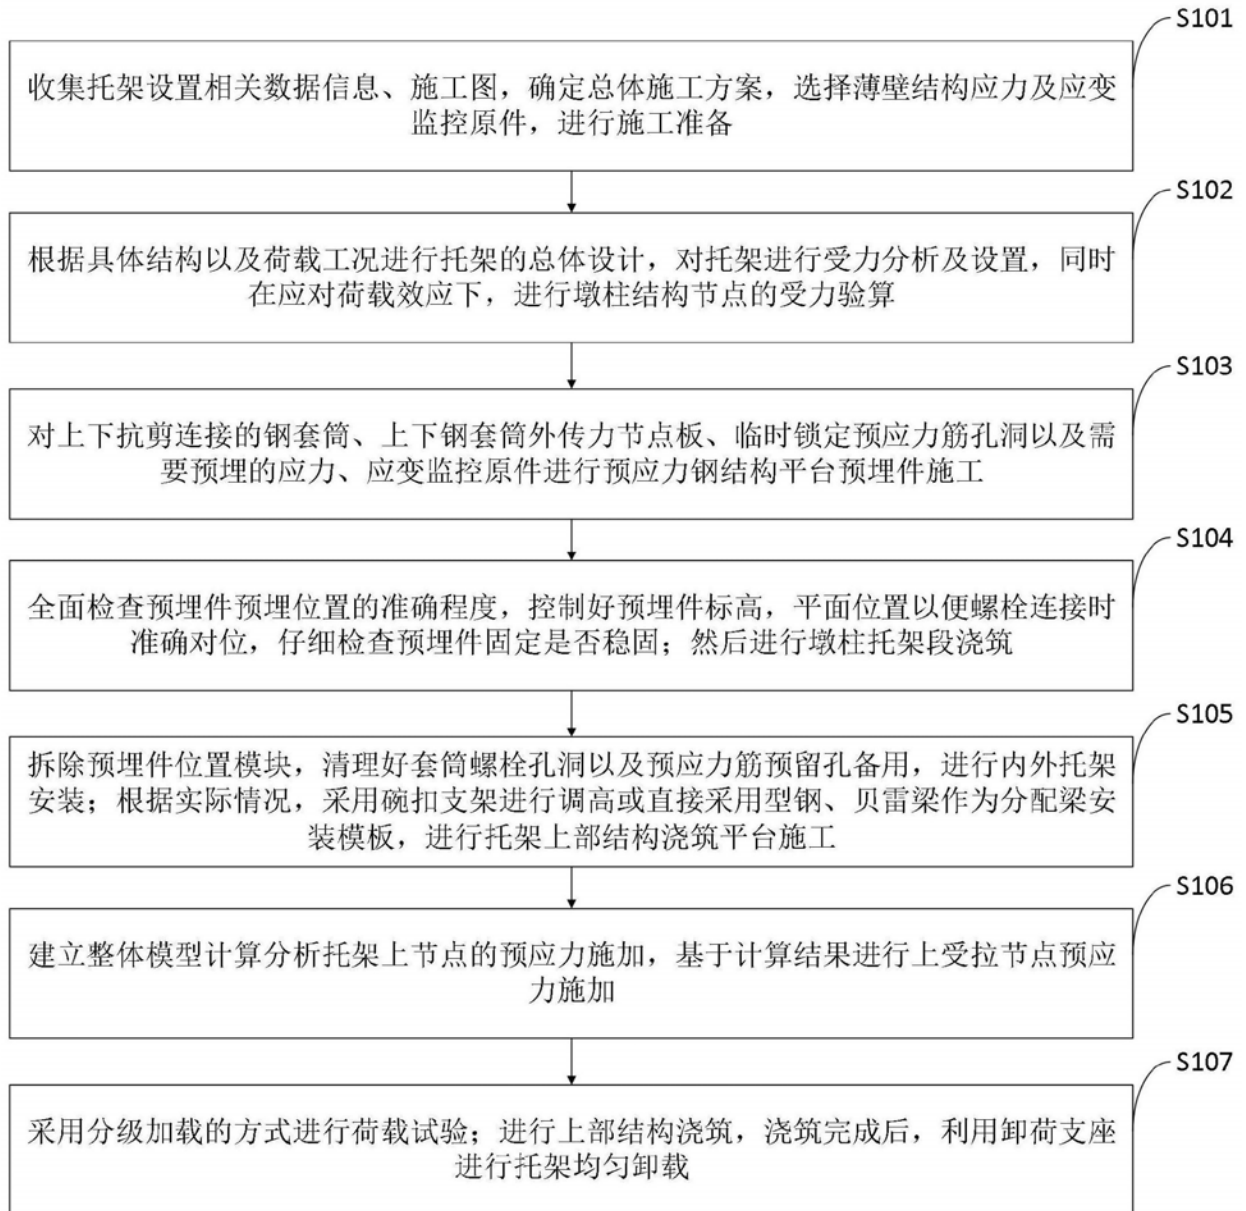 S101
收集托架设置相关数据信息、施工图，确定总体施工方案，选择薄壁结构应力及应变
监控原件，进行施工准备
S102
根据具体结构以及荷载工况进行托架的总体设计，对托架进行受力分析及设置，同时
在应对荷载效应下，进行墩柱结构节点的受力验算
S103
对上下抗剪连接的钢套筒、上下钢套筒外传力节点板、临时锁定预应力筋孔洞以及需
要预埋的应力、应变监控原件进行预应力钢结构平台预埋件施工
S104
全面检查预埋件预埋位置的准确程度，控制好预埋件标高，平面位置以便螺栓连接时
准确对位，仔细检查预埋件固定是否稳固；然后进行墩柱托架段浇筑
S105
拆除预埋件位置模块，清理好套筒螺栓孔洞以及预应力筋预留孔备用，进行内外托架
安装；根据实际情况，采用碗扣支架进行调高或直接采用型钢、贝雷梁作为分配梁安
装模板，进行托架上部结构浇筑平台施工
S106
建立整体模型计算分析托架上节点的预应力施加，基于计算结果进行上受拉节点预应
力施加
S107
采用分级加载的方式进行荷载试验；进行上部结构浇筑，浇筑完成后，利用卸荷支座
进行托架均匀卸载